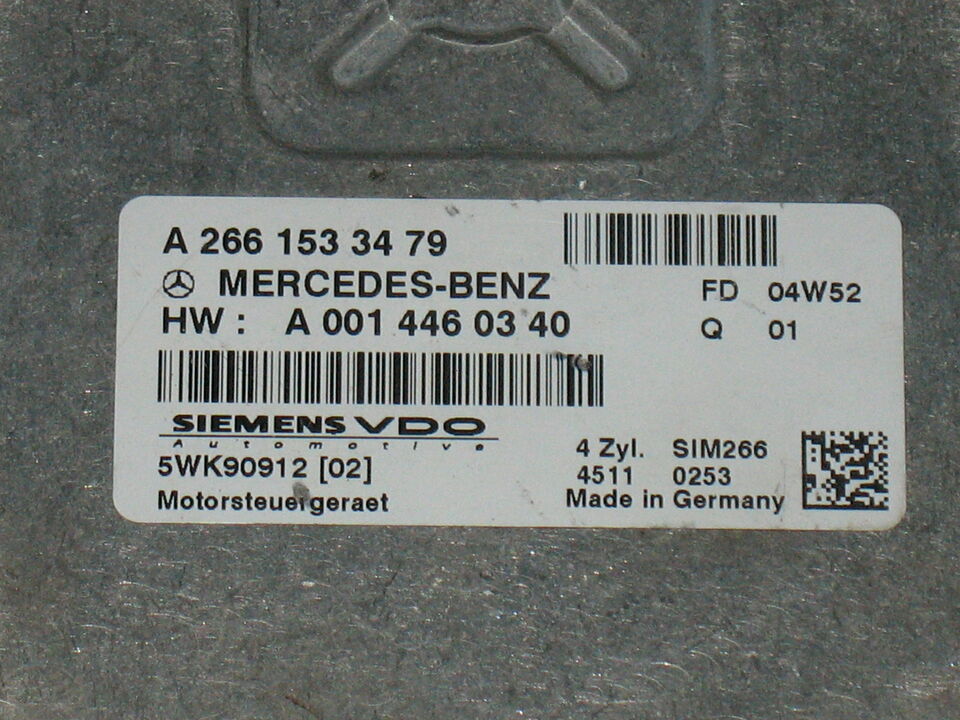 A 266 153 34 79
MERCEDES-BENZ
FD 04W52
HW : A 001 446 03 40
Q 01
SIEMENS VDO
Automotive
5WK90912 [02]
4 Zyl. SIM266
4511 0253
Motorsteuergeraet
Made in Germany